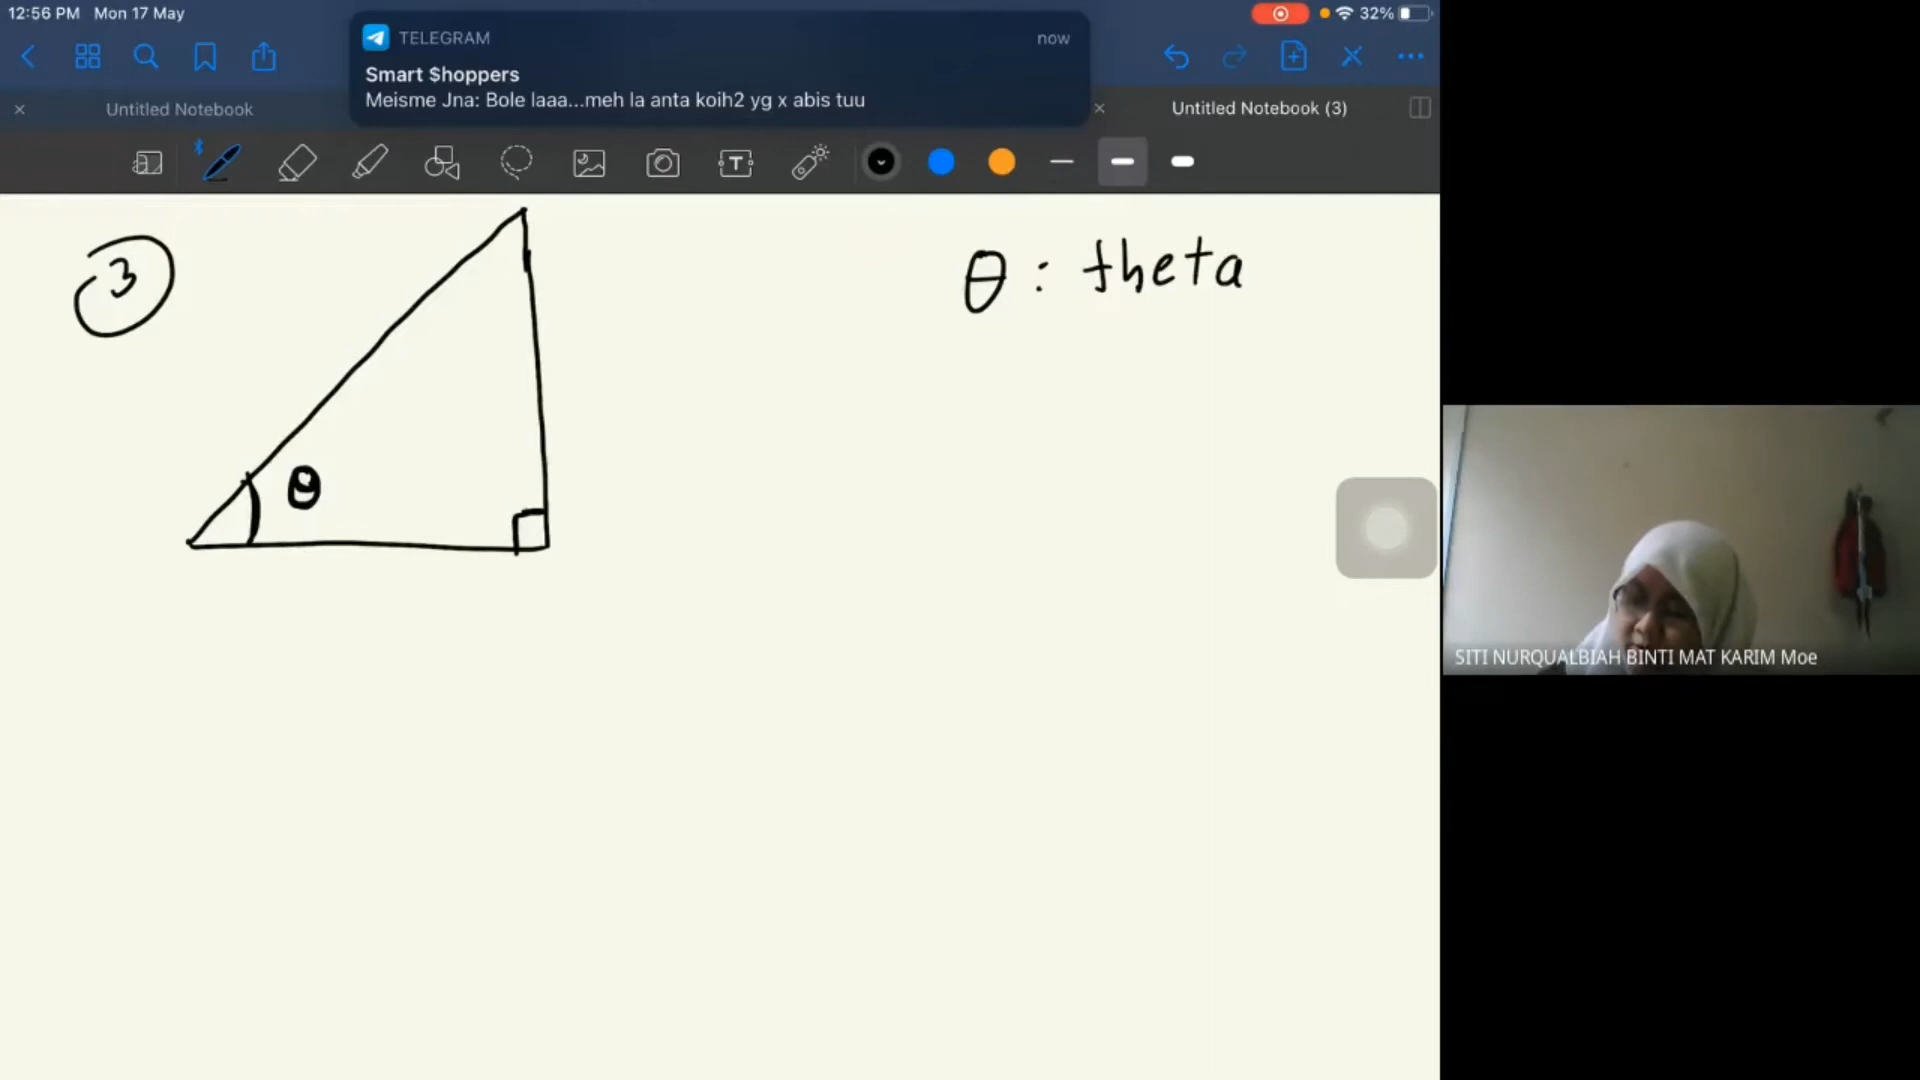 12:56 PM Mon 17 May
32%
TELEGRAM
now
Smart $hoppers
Meisme Jna: Bole laaa...meh la anta koih2 yg x abis tuu
Untitled Notebook
Untitled Notebook (3)
3
θ : theta
θ
SITI NURQUALBIAH BINTI MAT KARIM Moe